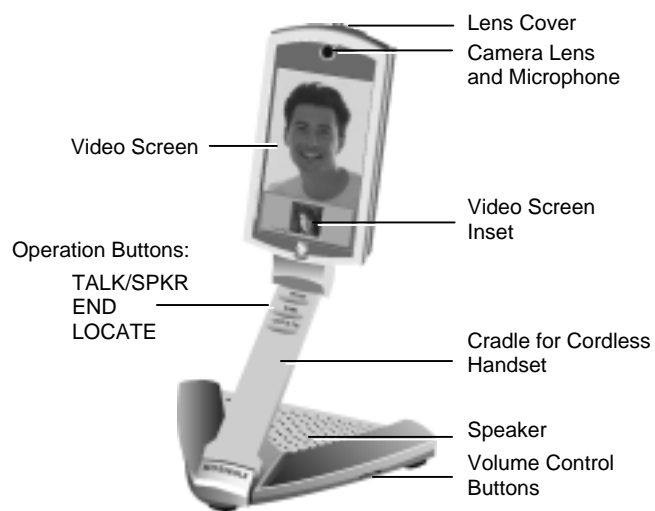 Lens Cover
Camera Lens
and Microphone
Video Screen
Video Screen
Inset
Operation Buttons:
TALK/SPKR
END
LOCATE
Cradle for Cordless
Handset
Speaker
Volume Control
Buttons
MOTOROLA